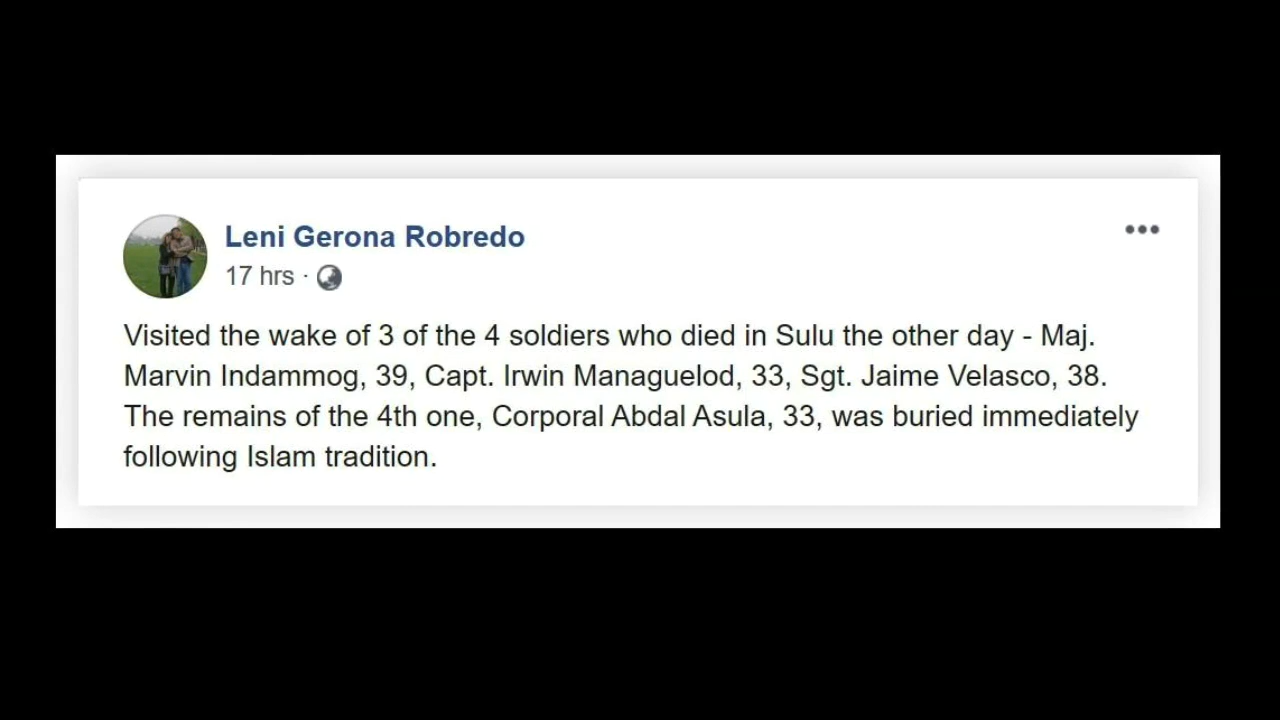 Leni Gerona Robredo
17 hrs ·
Visited the wake of 3 of the 4 soldiers who died in Sulu the other day - Maj.
Marvin Indammog, 39, Capt. Irwin Managuelod, 33, Sgt. Jaime Velasco, 38.
The remains of the 4th one, Corporal Abdal Asula, 33, was buried immediately
following Islam tradition.